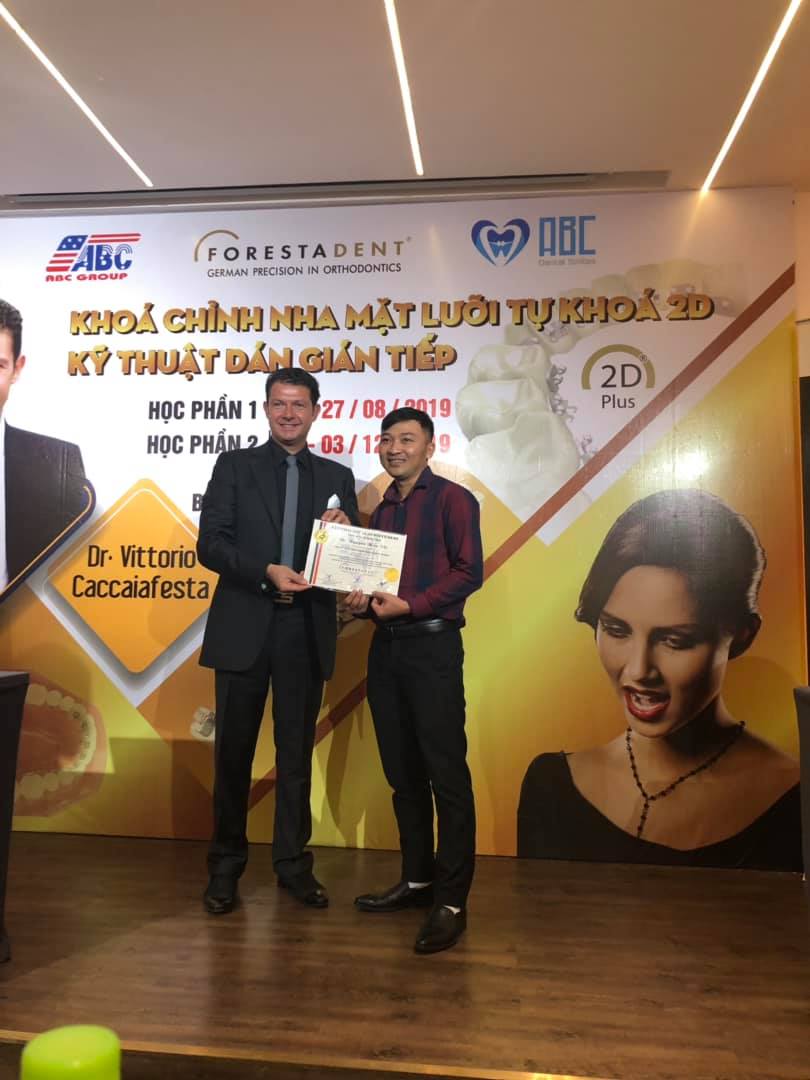 ABC
ABC GROUP
FORESTADENT®
GERMAN PRECISION IN ORTHODONTICS
ABC
Dental Smiles
KHOÁ CHỈNH NHA MẶT LƯỠI TỰ KHOÁ 2D
KỸ THUẬT DÁN GIÁN TIẾP
2D®
Plus
HỌC PHẦN 1
27 / 08 / 2019
HỌC PHẦN 2
- 03 / 12
9
B
Dr. Vittorio
Caccaiafesta